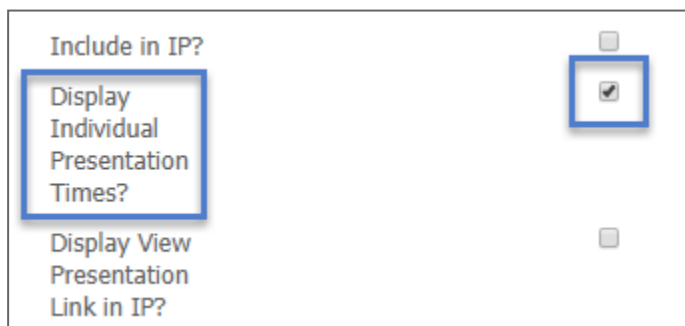 Include in IP?
Display
Individual
Presentation
Times?
Display View
Presentation
Link in IP?